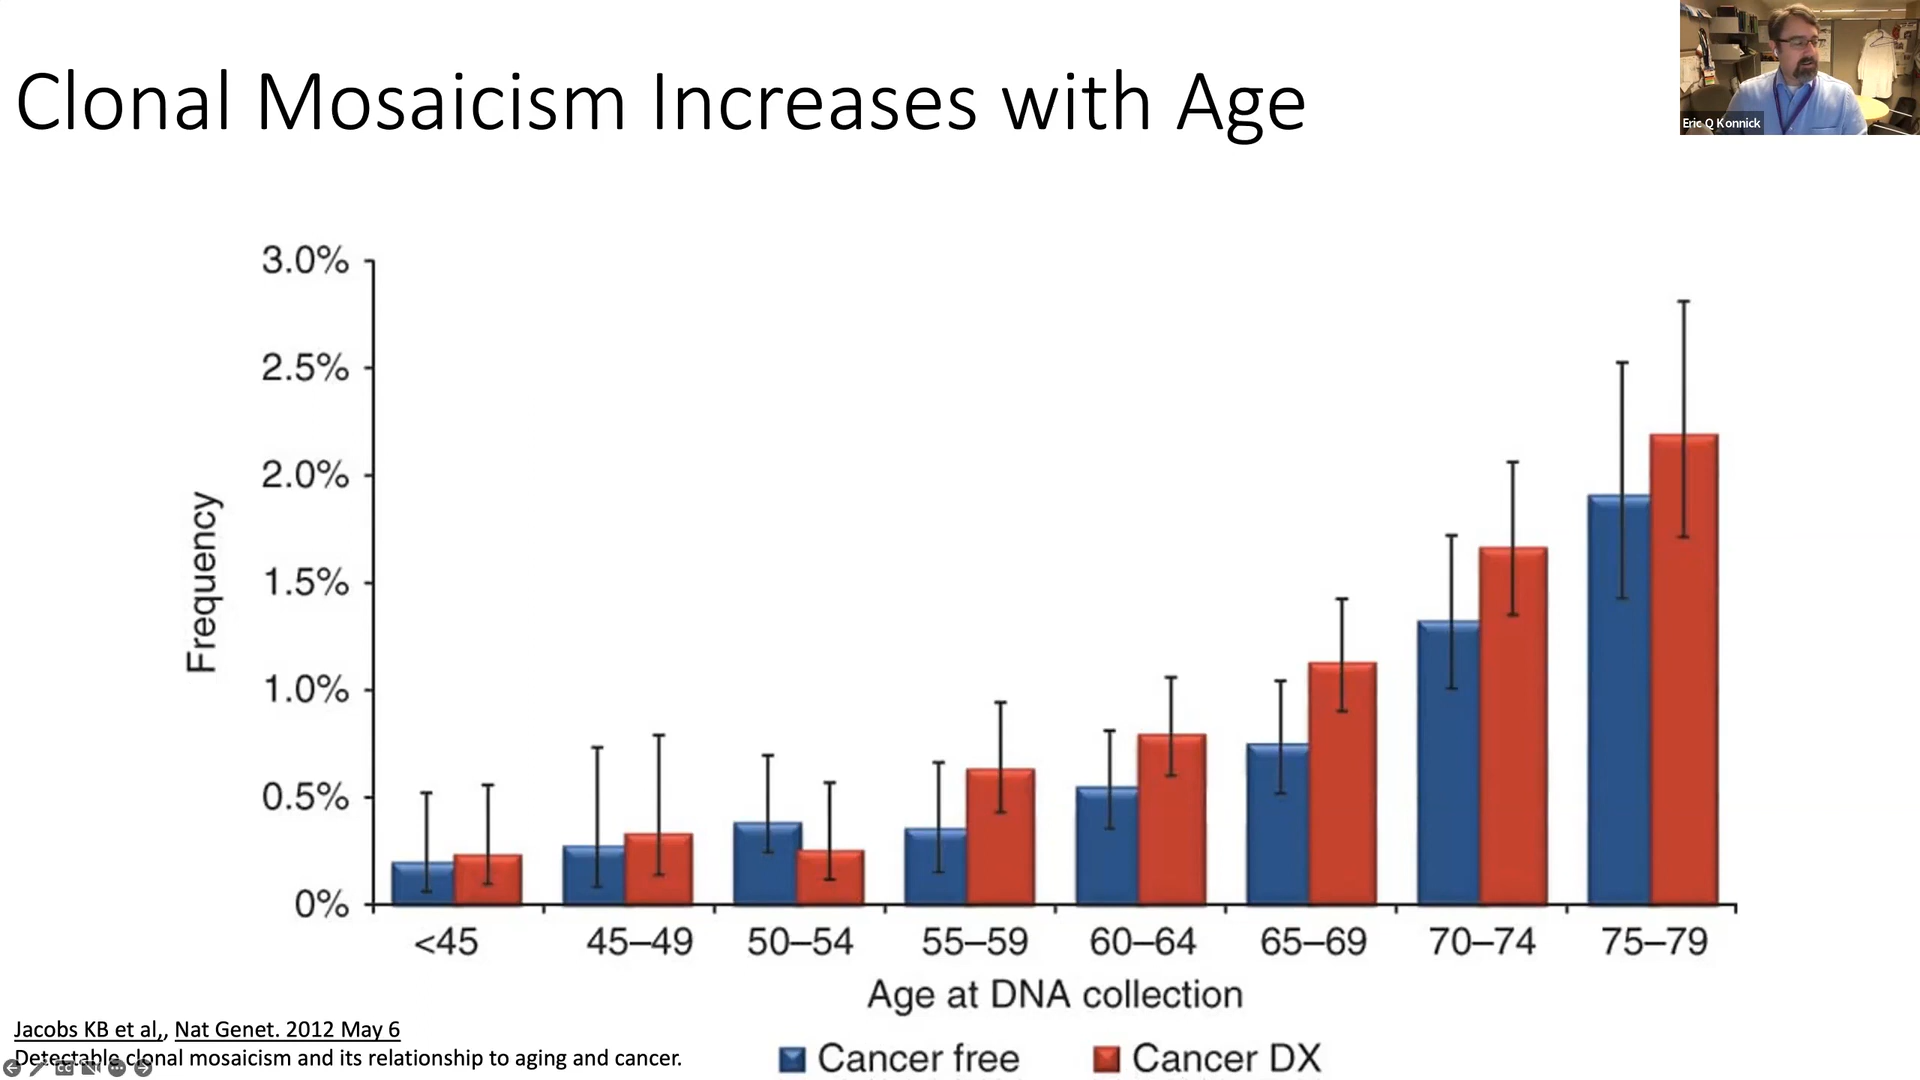 Clonal Mosaicism Increases with Age
Eric Q Konnick
3.0%
2.5%
2.0%
1.5%
1.0%
0.5%
0%
Frequency
<45 45–49 50–54 55–59 60–64 65–69 70–74 75–79
Age at DNA collection
Cancer free Cancer DX
Jacobs KB et al,, Nat Genet. 2012 May 6
Detectable clonal mosaicism and its relationship to aging and cancer.